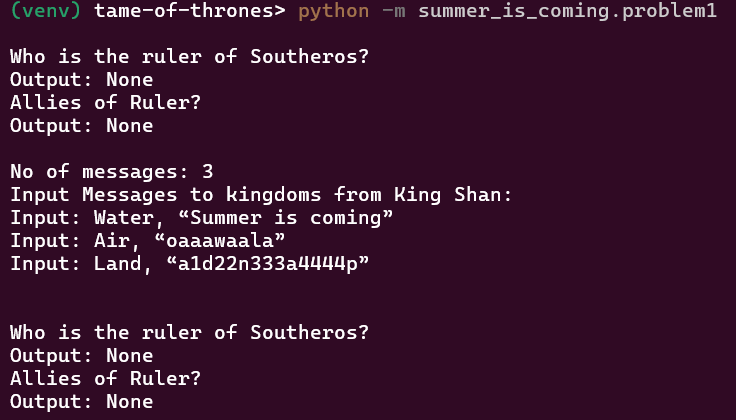 (venv) tame-of-thrones> python -m summer_is_coming.problem1
Who is the ruler of Southeros?
Output: None
Allies of Ruler?
Output: None
No of messages: 3
Input Messages to kingdoms from King Shan:
Input: Water, “Summer is coming”
Input: Air, “oaaawaala”
Input: Land, “a1d22n333a4444p”
Who is the ruler of Southeros?
Output: None
Allies of Ruler?
Output: None